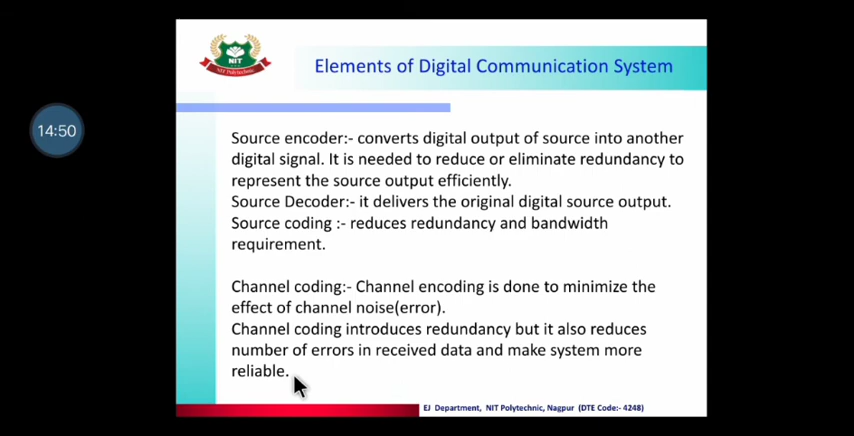 NIT
NIT Polytechnic
Elements of Digital Communication System
14:50
Source encoder:- converts digital output of source into another
digital signal. It is needed to reduce or eliminate redundancy to
represent the source output efficiently.
Source Decoder:- it delivers the original digital source output.
Source coding :- reduces redundancy and bandwidth
requirement.
Channel coding:- Channel encoding is done to minimize the
effect of channel noise(error).
Channel coding introduces redundancy but it also reduces
number of errors in received data and make system more
reliable.
EJ Department, NIT Polytechnic, Nagpur (DTE Code:- 4248)